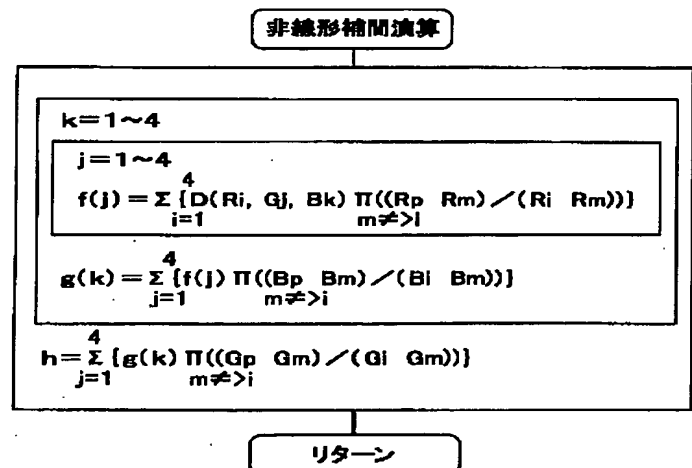 非線形補間演算
k=1~4
j=1~4
4
f(j)=Σ{D(Ri, Gj, Bk) Π((Rp Rm)/(Ri Rm))}
i=1 m≠>i
4
g(k)=Σ{f(j) Π((Bp Bm)/(Bi Bm))}
j=1 m≠>i
4
h=Σ{g(k) Π((Gp Gm)/(Gi Gm))}
j=1 m≠>i
リターン